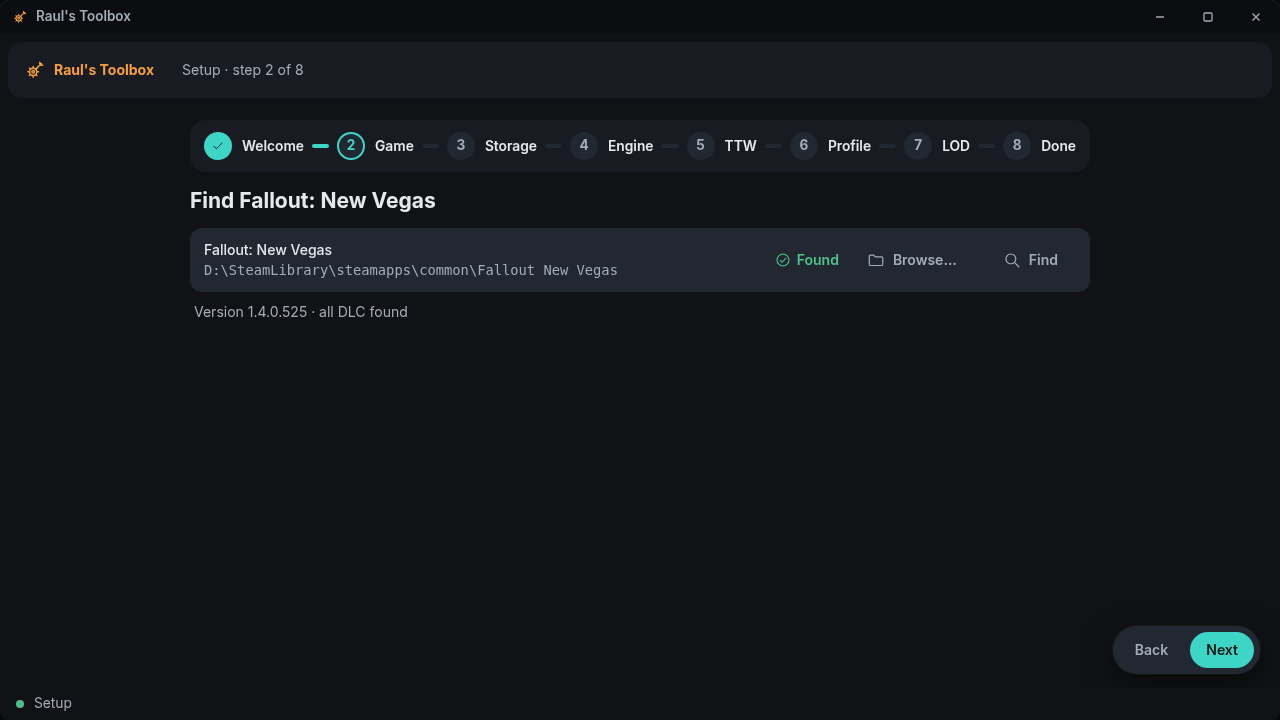 Raul's Toolbox
Raul's Toolbox Setup · step 2 of 8
Welcome 2 Game 3 Storage 4 Engine 5 TTW 6 Profile 7 LOD 8 Done
Find Fallout: New Vegas
Fallout: New Vegas
D:\SteamLibrary\steamapps\common\Fallout New Vegas
Found Browse... Find
Version 1.4.0.525 · all DLC found
Back Next
Setup